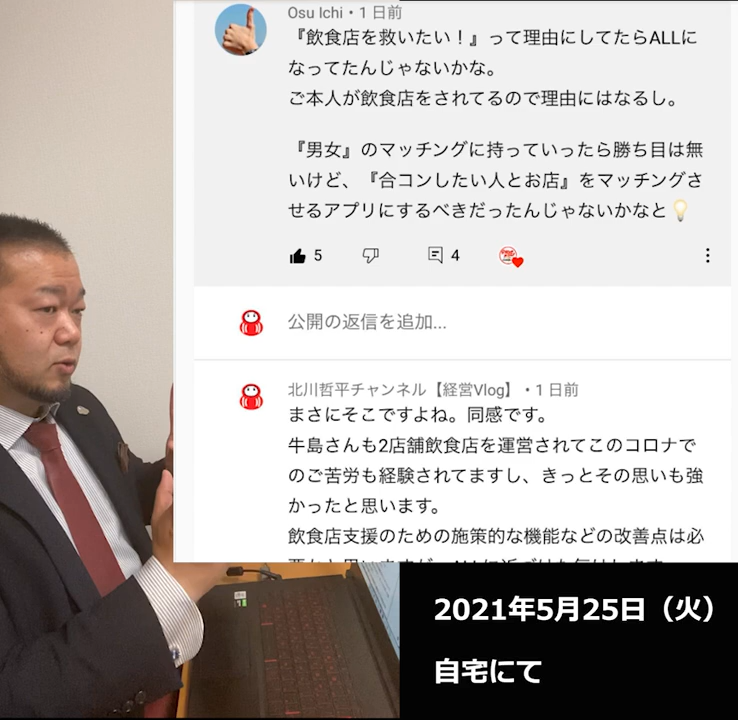 Osu Ichi・1 日前
『飲食店を救いたい！』って理由にしてたらALLに
なってたんじゃないかな。
ご本人が飲食店をされてるので理由にはなるし。
『男女』のマッチングに持っていったら勝ち目は無
いけど、『合コンしたい人とお店』をマッチングさ
せるアプリにするべきだったんじゃないかなと💡
5
4
公開の返信を追加...
北川哲平チャンネル【経営Vlog】・1 日前
まさにそこですよね。同感です。
牛島さんも2店舗飲食店を運営されてこのコロナで
のご苦労も経験されてますし、きっとその思いも強
かったと思います。
飲食店支援のための施策的な機能などの改善点は必
2021年5月25日（火）
自宅にて